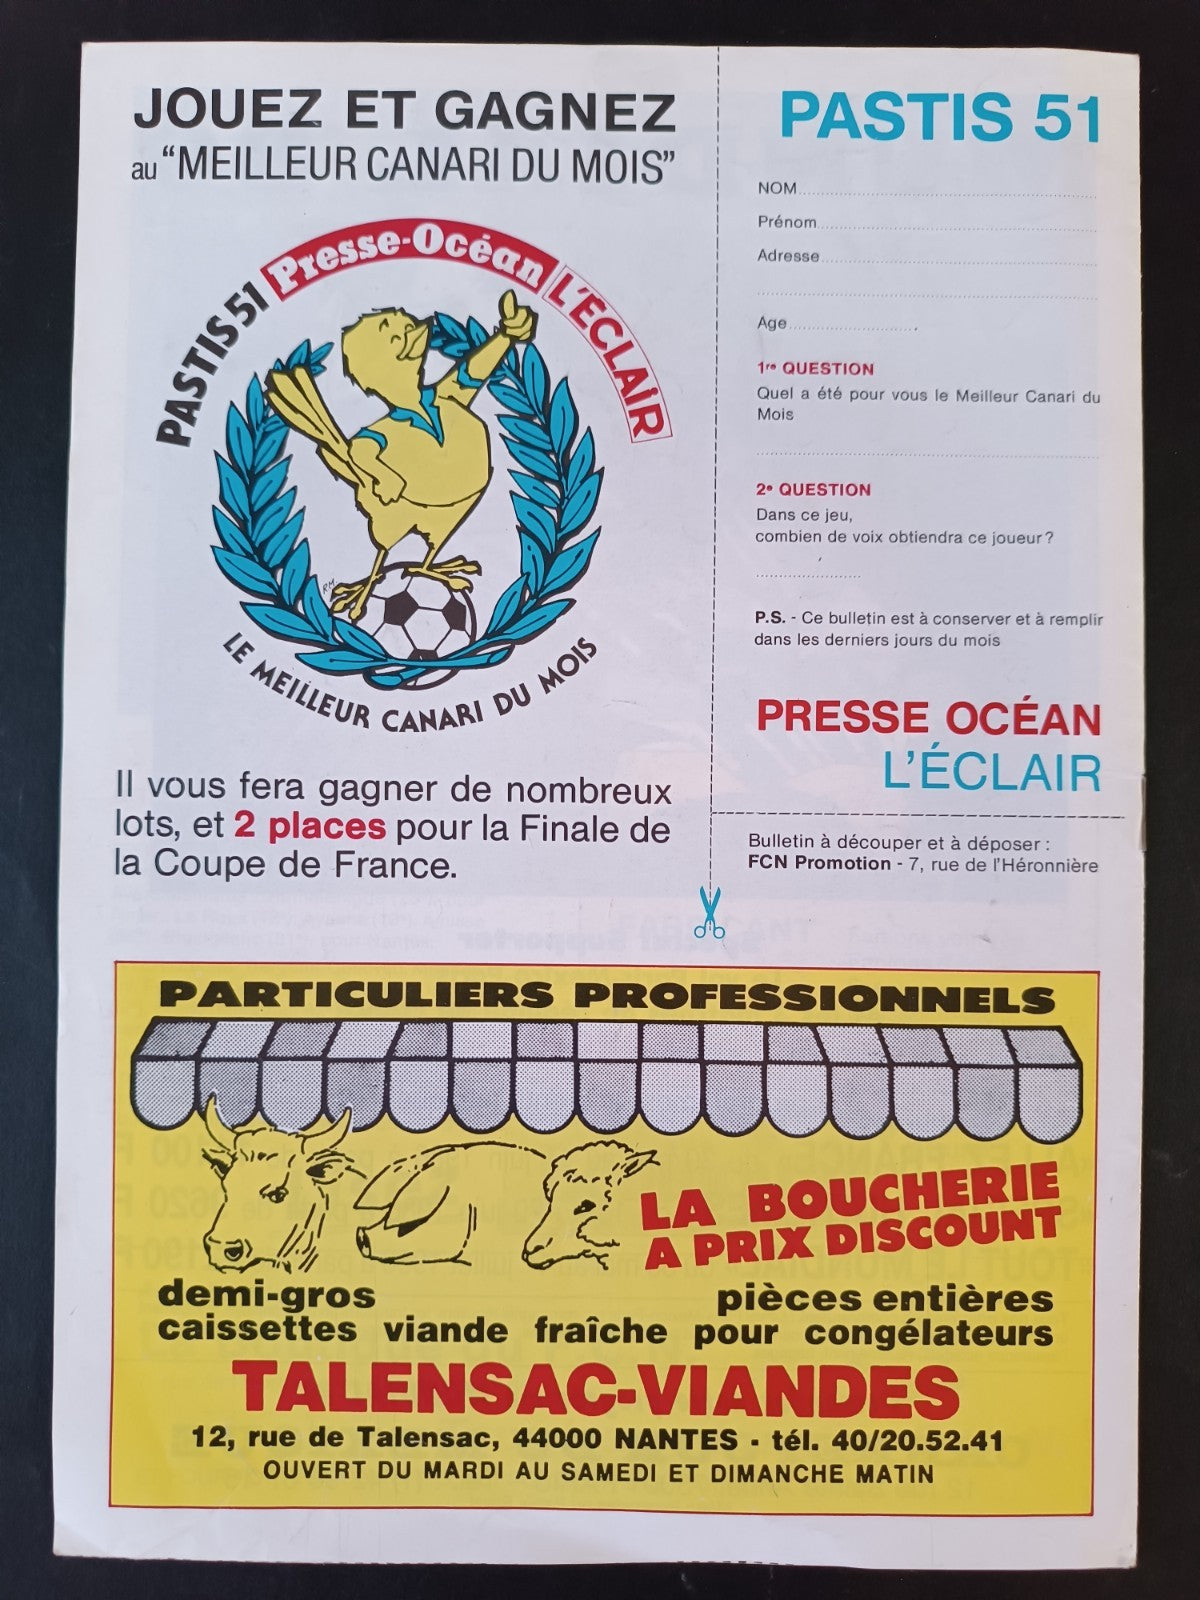 JOUEZ ET GAGNEZ
au "MEILLEUR CANARI DU MOIS"
PASTIS 51 Presse-Océan L'ÉCLAIR
RM
LE MEILLEUR CANARI DU MOIS
Il vous fera gagner de nombreux
lots, et 2 places pour la Finale de
la Coupe de France.
PASTIS 51
NOM
Prénom
Adresse
Age
1re QUESTION
Quel a été pour vous le Meilleur Canari du
Mois
2e QUESTION
Dans ce jeu,
combien de voix obtiendra ce joueur ?
P.S. - Ce bulletin est à conserver et à remplir
dans les derniers jours du mois
PRESSE OCÉAN
L'ÉCLAIR
Bulletin à découper et à déposer :
FCN Promotion - 7, rue de l'Héronnière
PARTICULIERS PROFESSIONNELS
LA BOUCHERIE
A PRIX DISCOUNT
demi-gros pièces entières
caissettes viande fraîche pour congélateurs
TALENSAC-VIANDES
12, rue de Talensac, 44000 NANTES - tél. 40/20.52.41
OUVERT DU MARDI AU SAMEDI ET DIMANCHE MATIN